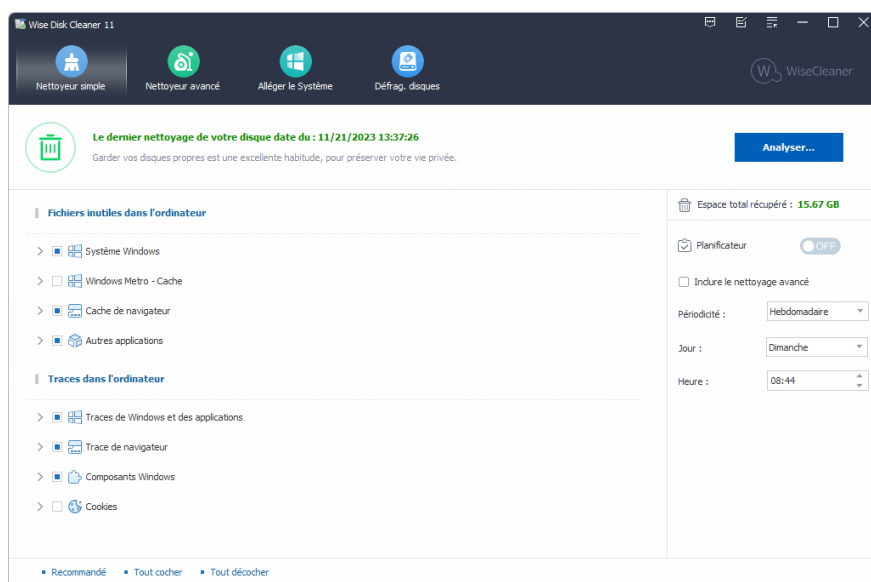 Wise Disk Cleaner 11
Nettoyeur simple
Nettoyeur avancé
Alléger le Système
Défrag. disques
W WiseCleaner
Le dernier nettoyage de votre disque date du : 11/21/2023 13:37:26
Garder vos disques propres est une excellente habitude, pour préserver votre vie privée.
Analyser...
Fichiers inutiles dans l'ordinateur
Système Windows
Windows Metro - Cache
Cache de navigateur
Autres applications
Traces dans l'ordinateur
Traces de Windows et des applications
Trace de navigateur
Composants Windows
Cookies
Espace total récupéré : 15.67 GB
Planificateur
OFF
Inclure le nettoyage avancé
Périodicité :
Hebdomadaire
Jour :
Dimanche
Heure :
08:44
Recommandé
Tout cocher
Tout décocher